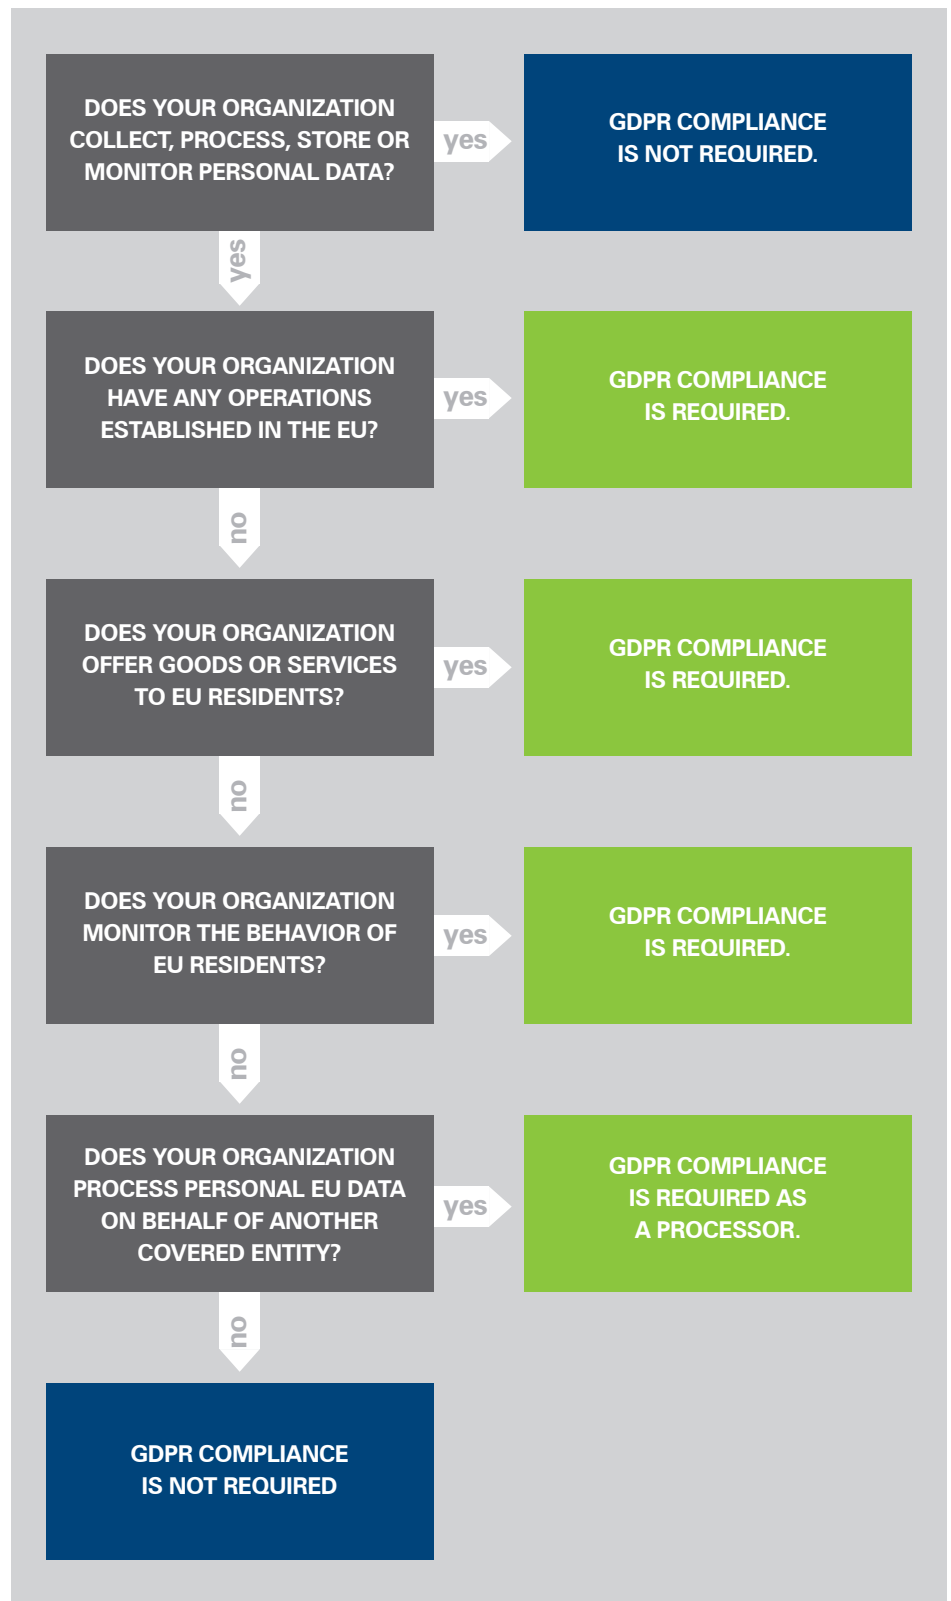 DOES YOUR ORGANIZATION
COLLECT, PROCESS, STORE OR
MONITOR PERSONAL DATA?
yes
GDPR COMPLIANCE
IS NOT REQUIRED.
yes
DOES YOUR ORGANIZATION
HAVE ANY OPERATIONS
ESTABLISHED IN THE EU?
yes
GDPR COMPLIANCE
IS REQUIRED.
no
DOES YOUR ORGANIZATION
OFFER GOODS OR SERVICES
TO EU RESIDENTS?
yes
GDPR COMPLIANCE
IS REQUIRED.
no
DOES YOUR ORGANIZATION
MONITOR THE BEHAVIOR OF
EU RESIDENTS?
yes
GDPR COMPLIANCE
IS REQUIRED.
no
DOES YOUR ORGANIZATION
PROCESS PERSONAL EU DATA
ON BEHALF OF ANOTHER
COVERED ENTITY?
yes
GDPR COMPLIANCE
IS REQUIRED AS
A PROCESSOR.
no
GDPR COMPLIANCE
IS NOT REQUIRED